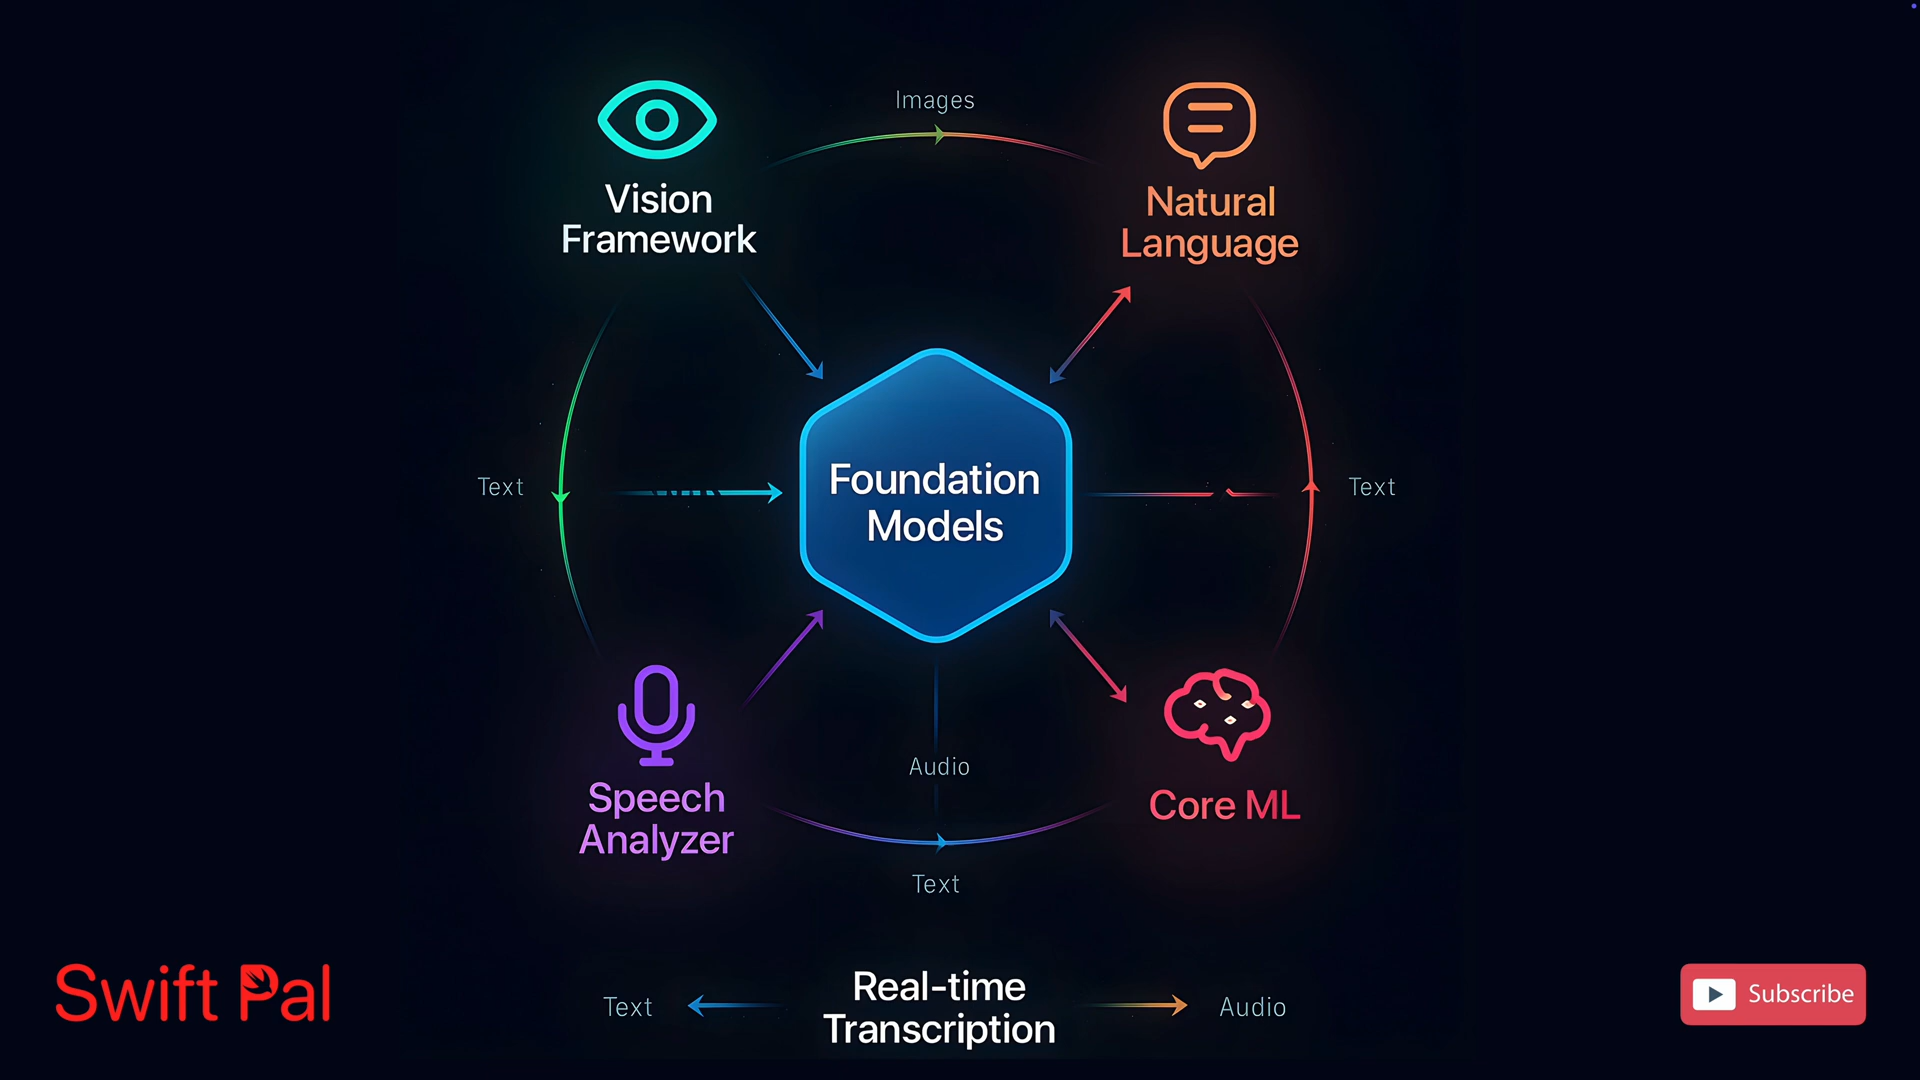 Images
Vision
Framework
Natural
Language
Text
Foundation
Models
Text
Audio
Speech
Analyzer
Core ML
Text
Swift Pal
Text
Real-time
Transcription
Audio
Subscribe